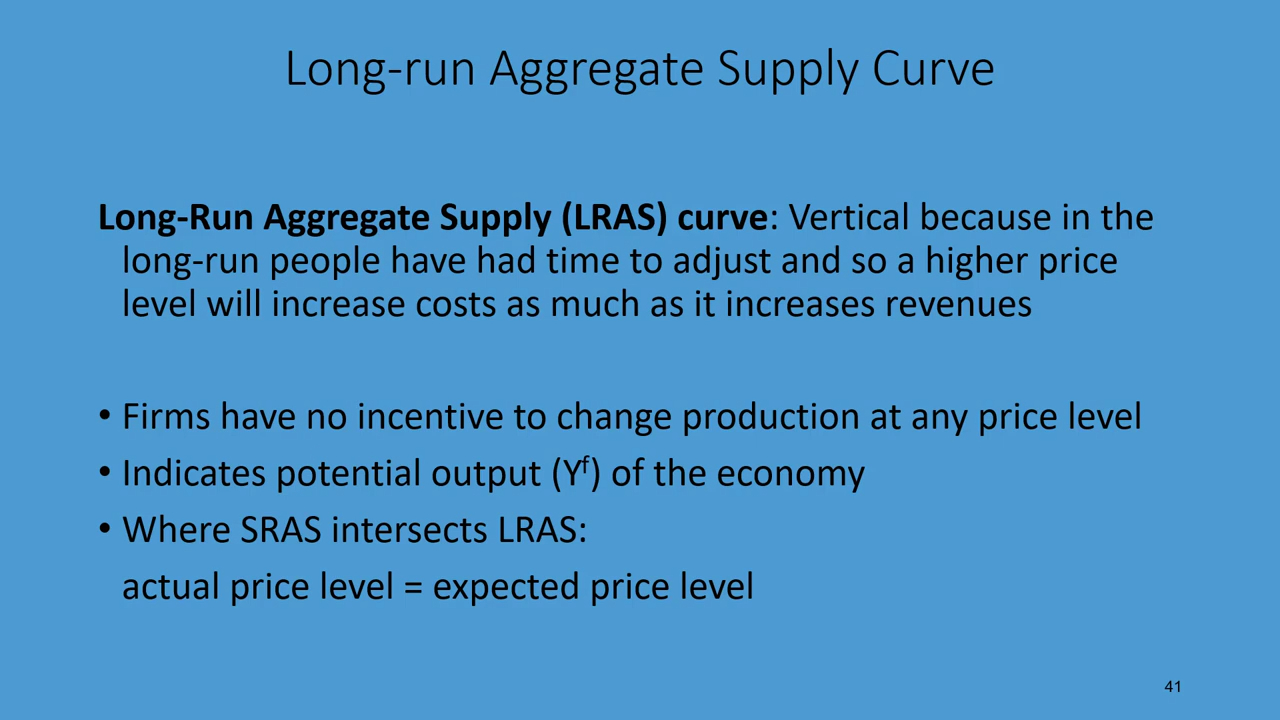 Long-run Aggregate Supply Curve
Long-Run Aggregate Supply (LRAS) curve: Vertical because in the
long-run people have had time to adjust and so a higher price
level will increase costs as much as it increases revenues
• Firms have no incentive to change production at any price level
• Indicates potential output (Yᶠ) of the economy
• Where SRAS intersects LRAS:
actual price level = expected price level
41